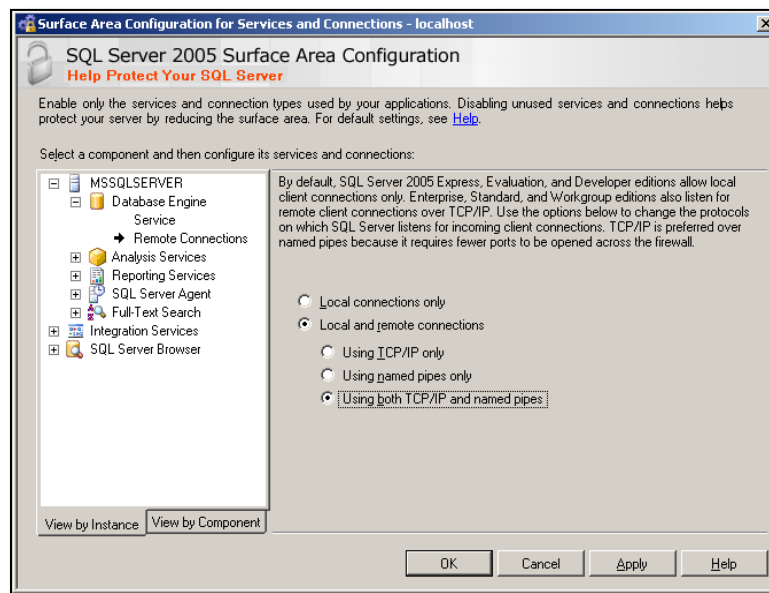 Surface Area Configuration for Services and Connections - localhost
SQL Server 2005 Surface Area Configuration
Help Protect Your SQL Server
Enable only the services and connection types used by your applications. Disabling unused services and connections helps
protect your server by reducing the surface area. For default settings, see Help.
Select a component and then configure its services and connections:
MSSQLSERVER
Database Engine
Service
Remote Connections
Analysis Services
Reporting Services
SQL Server Agent
Full-Text Search
Integration Services
SQL Server Browser
View by Instance
View by Component
By default, SQL Server 2005 Express, Evaluation, and Developer editions allow local
client connections only. Enterprise, Standard, and Workgroup editions also listen for
remote client connections over TCP/IP. Use the options below to change the protocols
on which SQL Server listens for incoming client connections. TCP/IP is preferred over
named pipes because it requires fewer ports to be opened across the firewall.
Local connections only
Local and remote connections
Using TCP/IP only
Using named pipes only
Using both TCP/IP and named pipes
OK
Cancel
Apply
Help